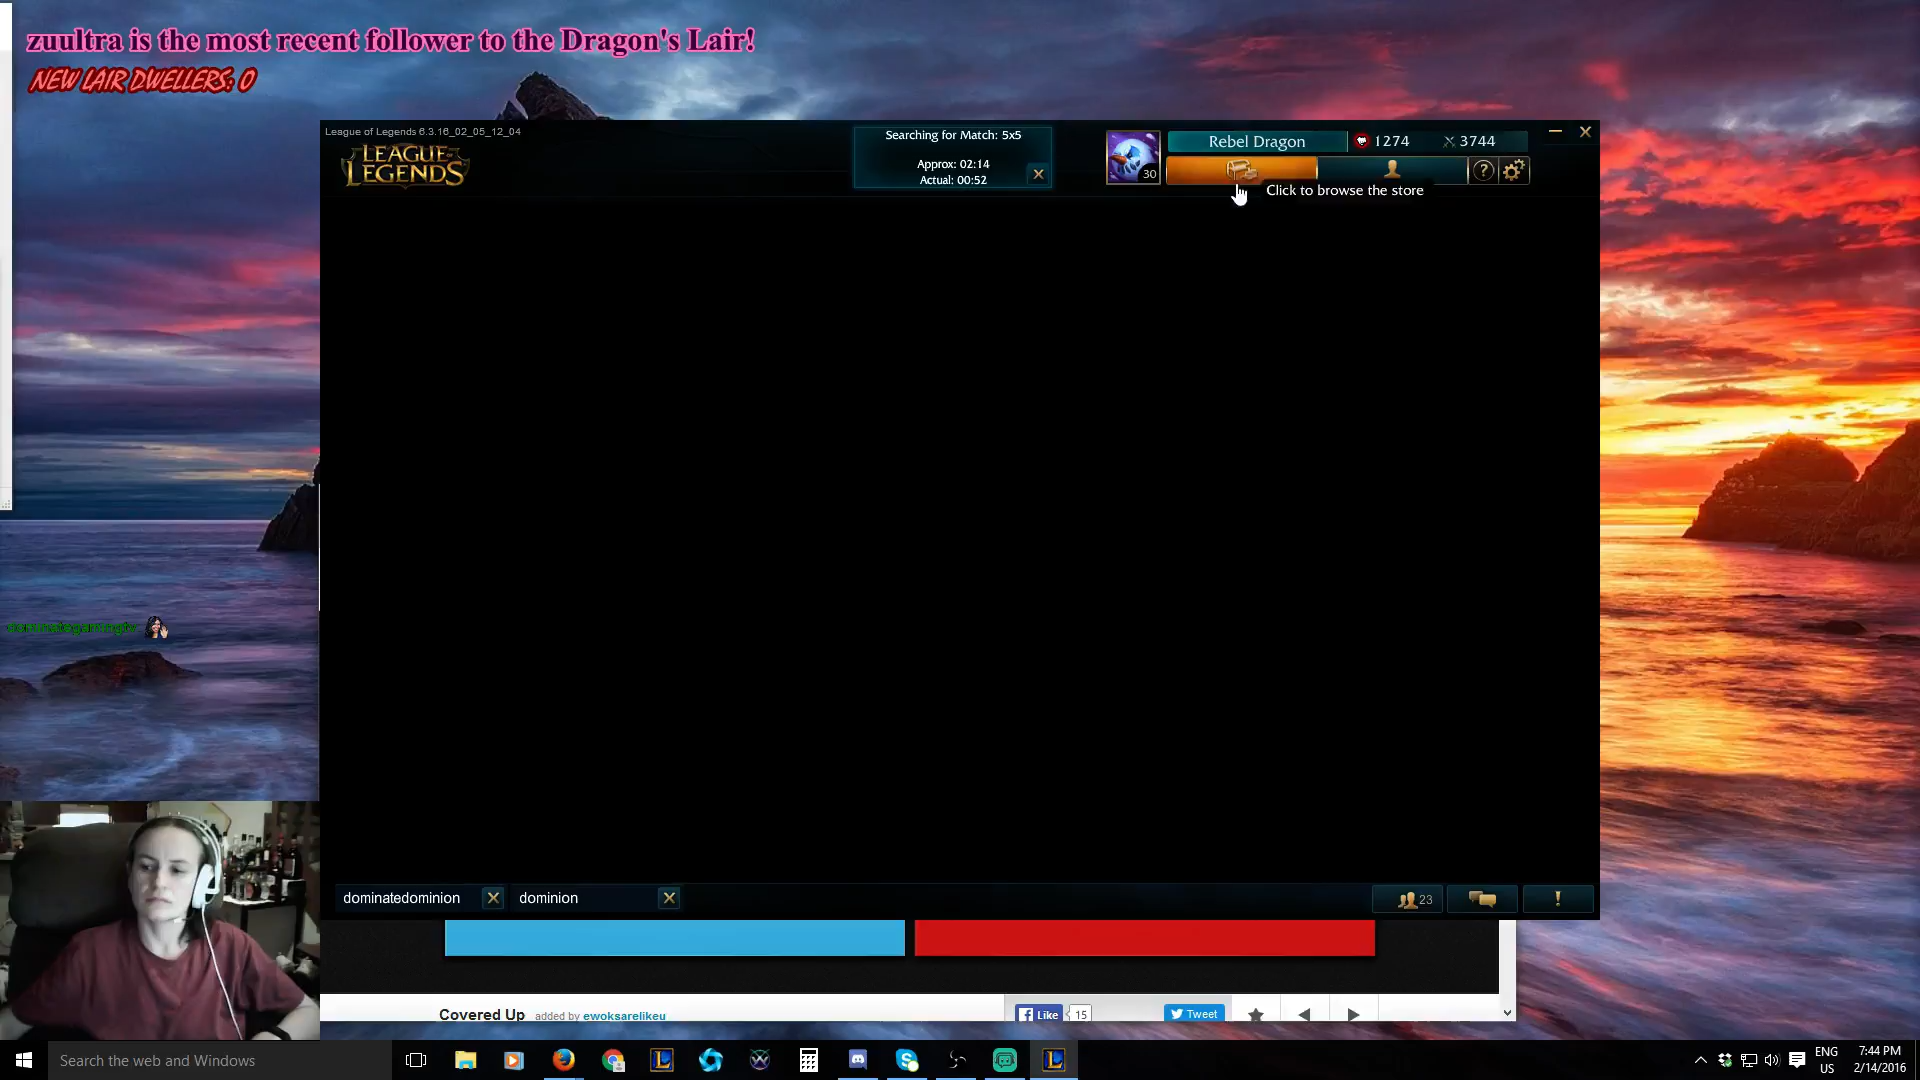 zuultra is the most recent follower to the Dragon's Lair!
NEW LAIR DWELLERS: 0
League of Legends 6.3.16_02_05_12_04
LEAGUE OF LEGENDS
Searching for Match: 5x5
Approx: 02:14
Actual: 00:52
30
Rebel Dragon
1274
3744
?
Click to browse the store
dominatedominion
dominion
23
!
Covered Up added by ewoksarelikeu
Like 15
Tweet
Search the web and Windows
ENG
US
7:44 PM
2/14/2016